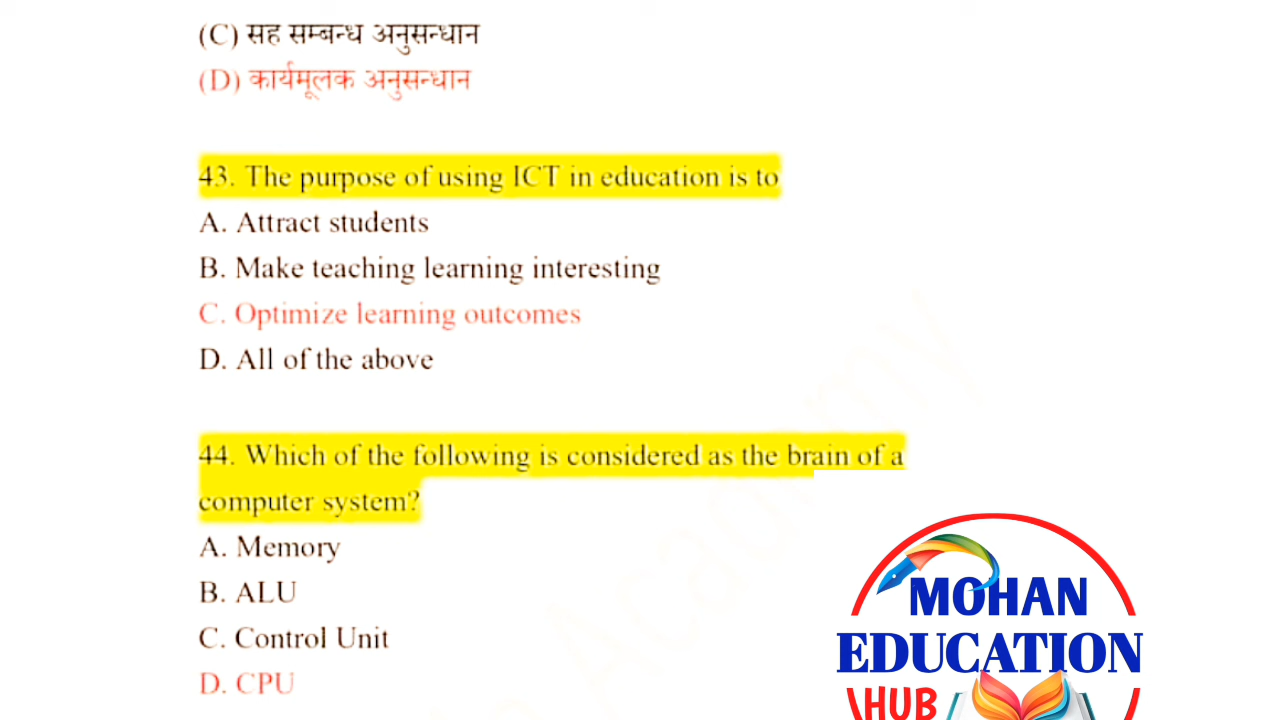 (C) सह सम्बन्ध अनुसन्धान
(D) कार्यमूलक अनुसन्धान
43. The purpose of using ICT in education is to
A. Attract students
B. Make teaching learning interesting
C. Optimize learning outcomes
D. All of the above
44. Which of the following is considered as the brain of a
computer system?
A. Memory
B. ALU
C. Control Unit
D. CPU
Academy
MOHAN
EDUCATION
HUB